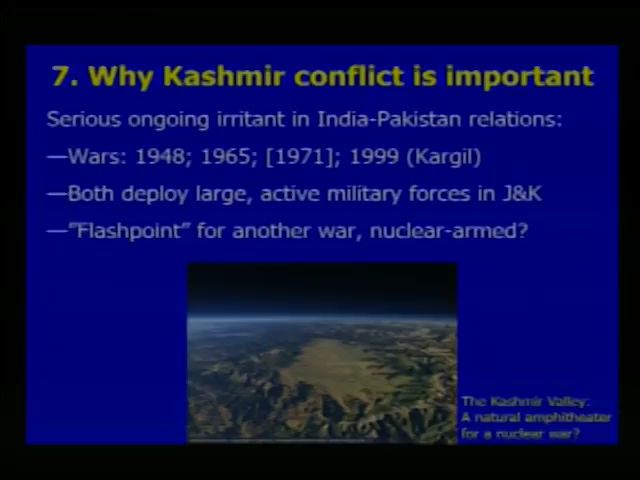 7. Why Kashmir conflict is important
Serious ongoing irritant in India-Pakistan relations:
—Wars: 1948; 1965; [1971]; 1999 (Kargil)
—Both deploy large, active military forces in J&K
—"Flashpoint" for another war, nuclear-armed?
The Kashmir Valley:
A natural amphitheater
for a nuclear war?